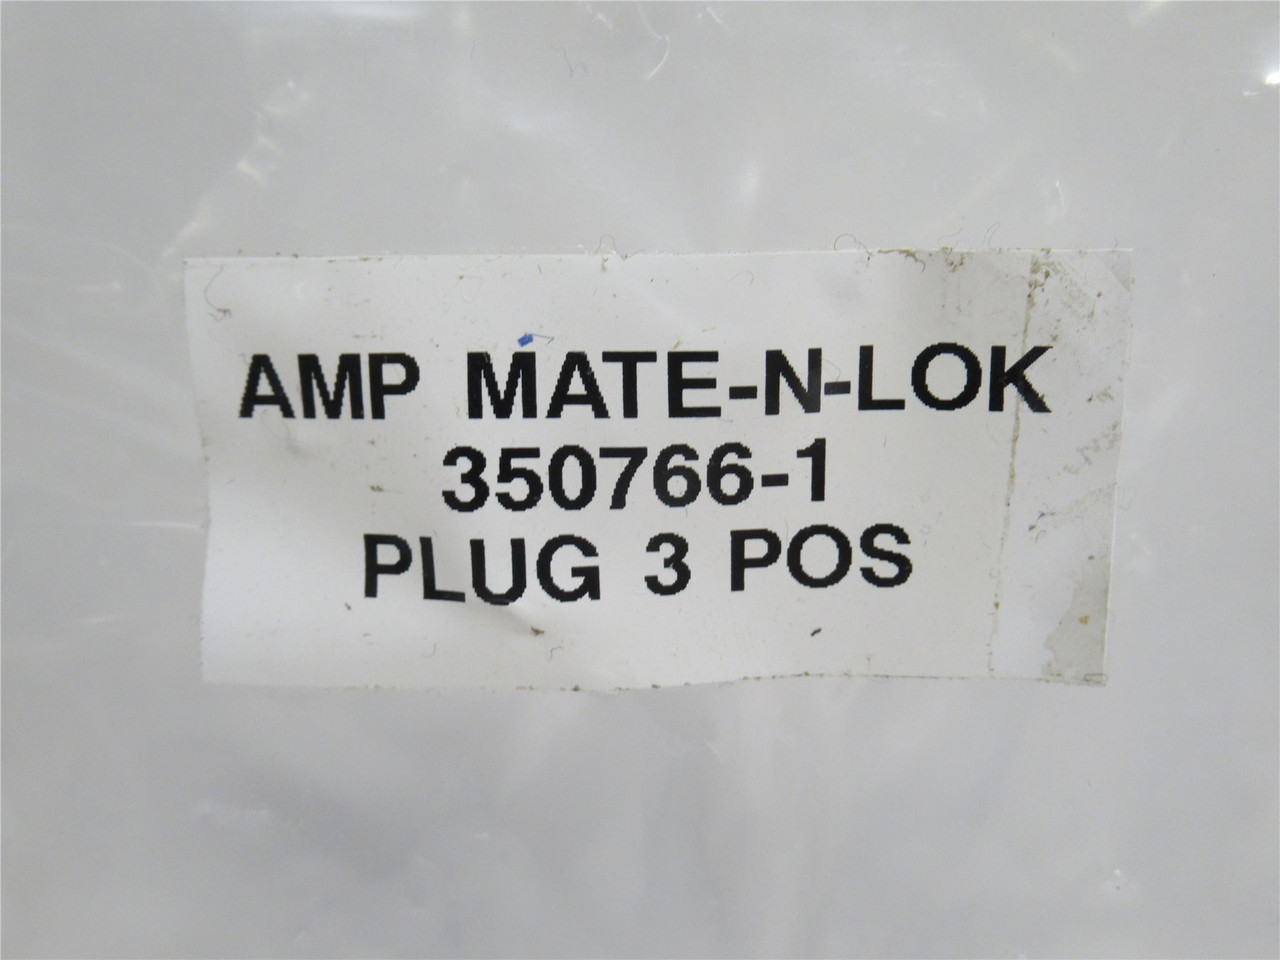 AMP MATE-N-LOK
350766-1
PLUG 3 POS